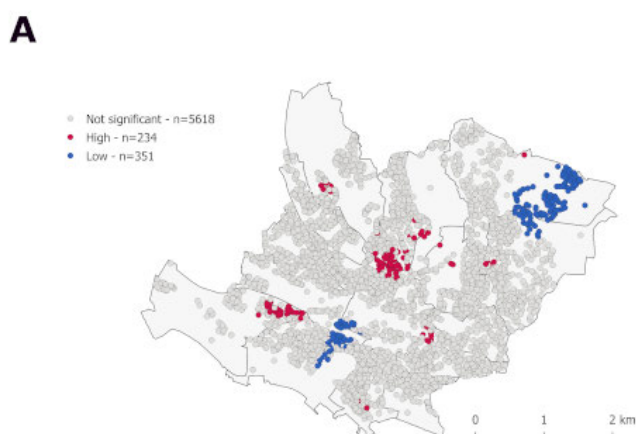 A
Not significant - n=5618
High - n=234
Low - n=351
0 1 2 km